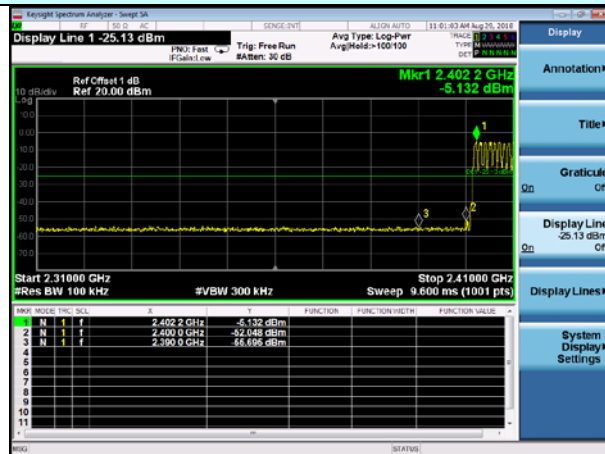 Keysight Spectrum Analyzer - Swept SA
RF 50 Ω AC SENSE:INT ALIGN AUTO 11:01:03 AM Aug 29, 2018
Display Line 1 -25.13 dBm
PNO: Fast
IFGain:Low
Trig: Free Run
#Atten: 30 dB
Avg Type: Log-Pwr
Avg|Hold:>100/100
TRACE 1 2 3 4 5 6
TYPE M
DET P N N N N N
Ref Offset 1 dB
10 dB/div Ref 20.00 dBm
Log
Mkr1 2.402 2 GHz
-5.132 dBm
10.0
0.00
-10.0
-20.0
-30.0
-40.0
-50.0
-60.0
-70.0
1
2
3
Start 2.31000 GHz
#Res BW 100 kHz
#VBW 300 kHz
Stop 2.41000 GHz
Sweep 9.600 ms (1001 pts)
MKR MODE TRC SCL X Y FUNCTION FUNCTION WIDTH FUNCTION VALUE
1 N 1 f 2.402 2 GHz -5.132 dBm
2 N 1 f 2.400 0 GHz -52.048 dBm
3 N 1 f 2.390 0 GHz -55.695 dBm
4
5
6
7
8
9
10
11
MSG STATUS
Display
Annotation
Title
Graticule
On Off
Display Line
-25.13 dBm
On Off
Display Lines
System
Display
Settings